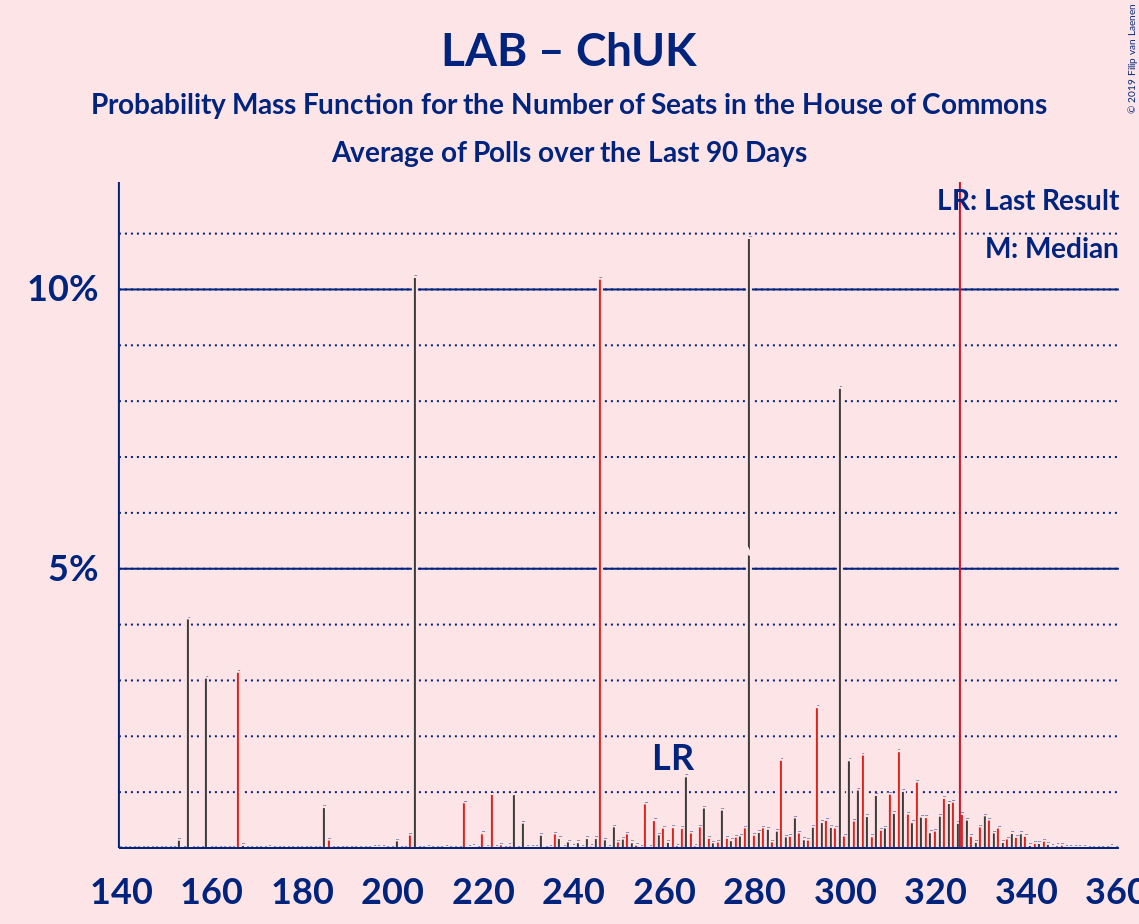 LAB – ChUK
Probability Mass Function for the Number of Seats in the House of Commons
Average of Polls over the Last 90 Days
© 2019 Filip van Laenen
LR: Last Result
M: Median
10%
5%
LR
140 160 180 200 220 240 260 280 300 320 340 360